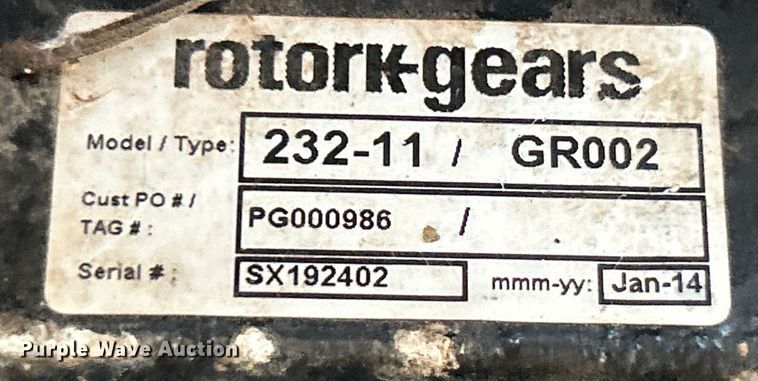 rotork gears
Model / Type: 232-11 / GR002
Cust PO # /
TAG # : PG000986 /
Serial # : SX192402 mmm-yy: Jan-14
Purple Wave Auction